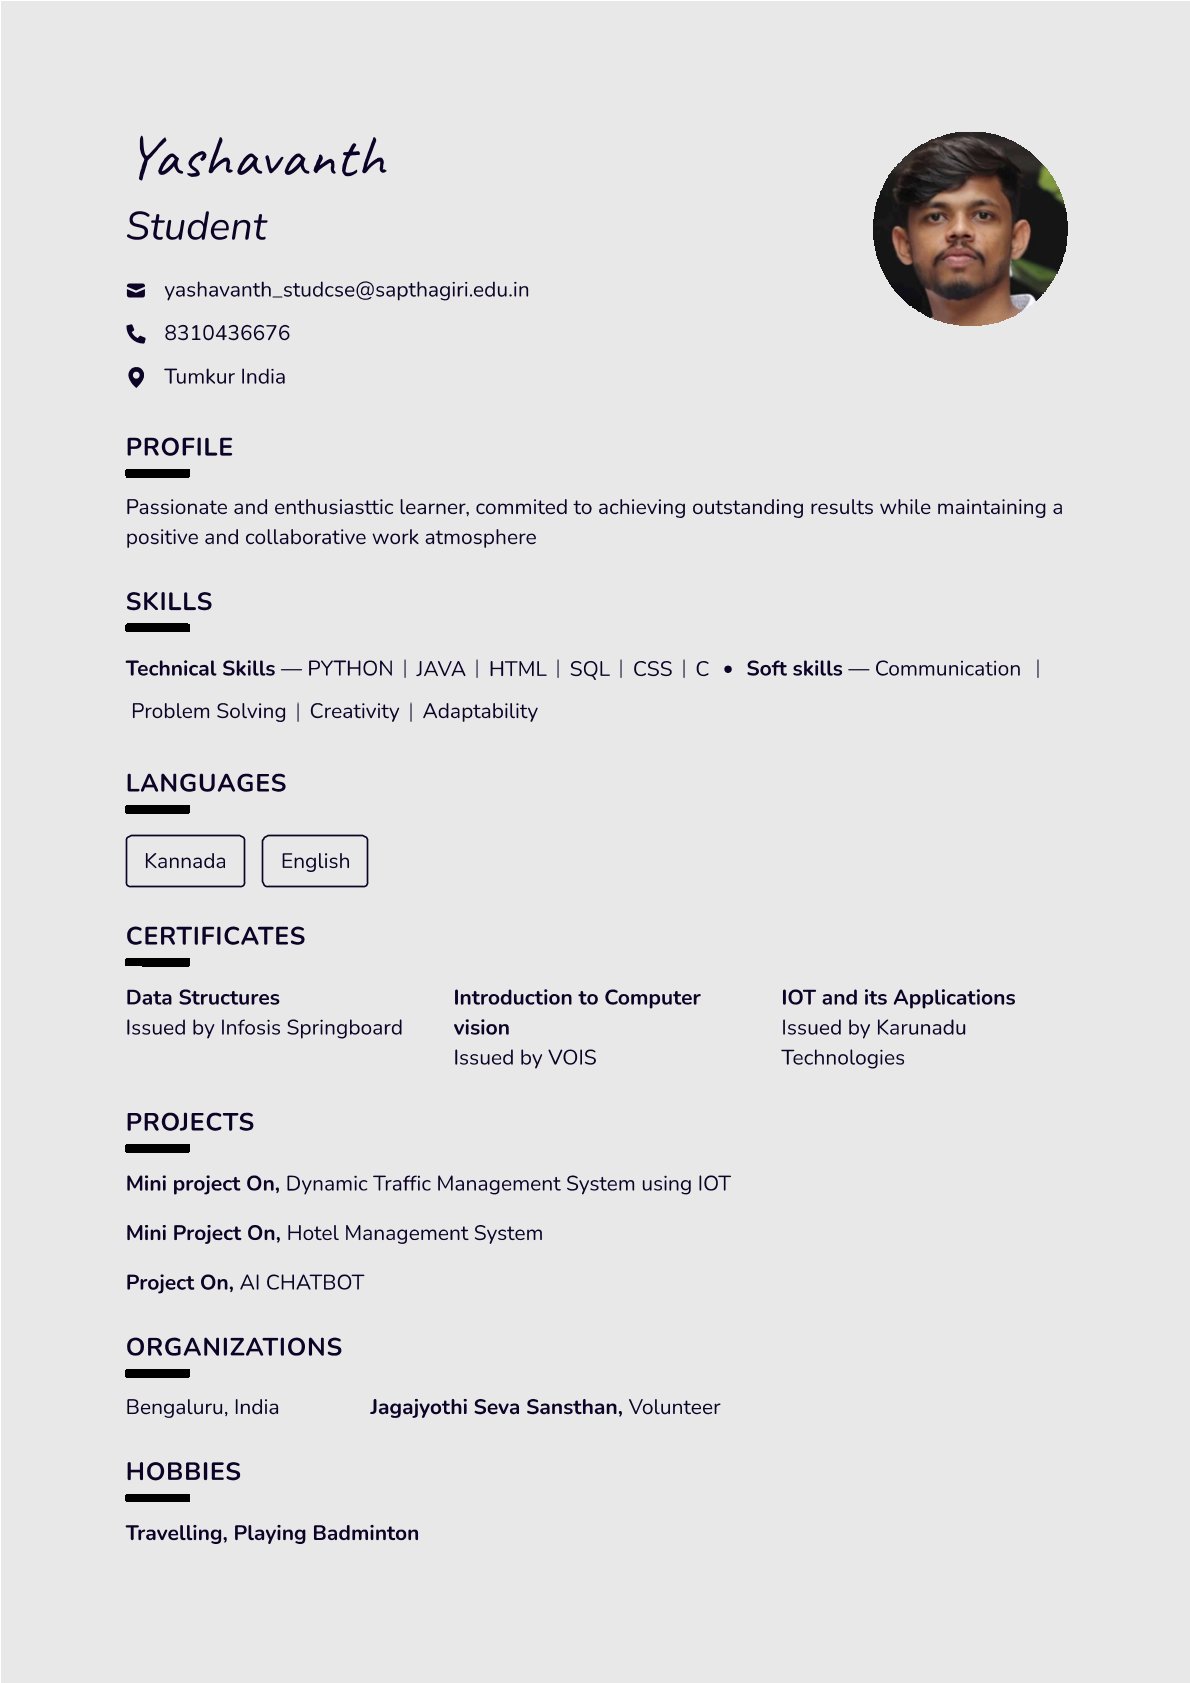 Yashavanth
Student
yashavanth_studcse@sapthagiri.edu.in
8310436676
Tumkur India
PROFILE
Passionate and enthusiasttic learner, commited to achieving outstanding results while maintaining a
positive and collaborative work atmosphere
SKILLS
Technical Skills — PYTHON | JAVA | HTML | SQL | CSS | C • Soft skills — Communication |
Problem Solving | Creativity | Adaptability
LANGUAGES
Kannada English
CERTIFICATES
Data Structures
Issued by Infosis Springboard
Introduction to Computer
vision
Issued by VOIS
IOT and its Applications
Issued by Karunadu
Technologies
PROJECTS
Mini project On, Dynamic Traffic Management System using IOT
Mini Project On, Hotel Management System
Project On, AI CHATBOT
ORGANIZATIONS
Bengaluru, India Jagajyothi Seva Sansthan, Volunteer
HOBBIES
Travelling, Playing Badminton